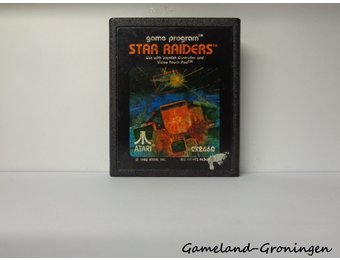 game program™
STAR RAIDERS™
Use with Joystick Controller and
Video Touch Pad™
ATARI
CX2660
© 1982 ATARI, INC.
Gameland-Groningen